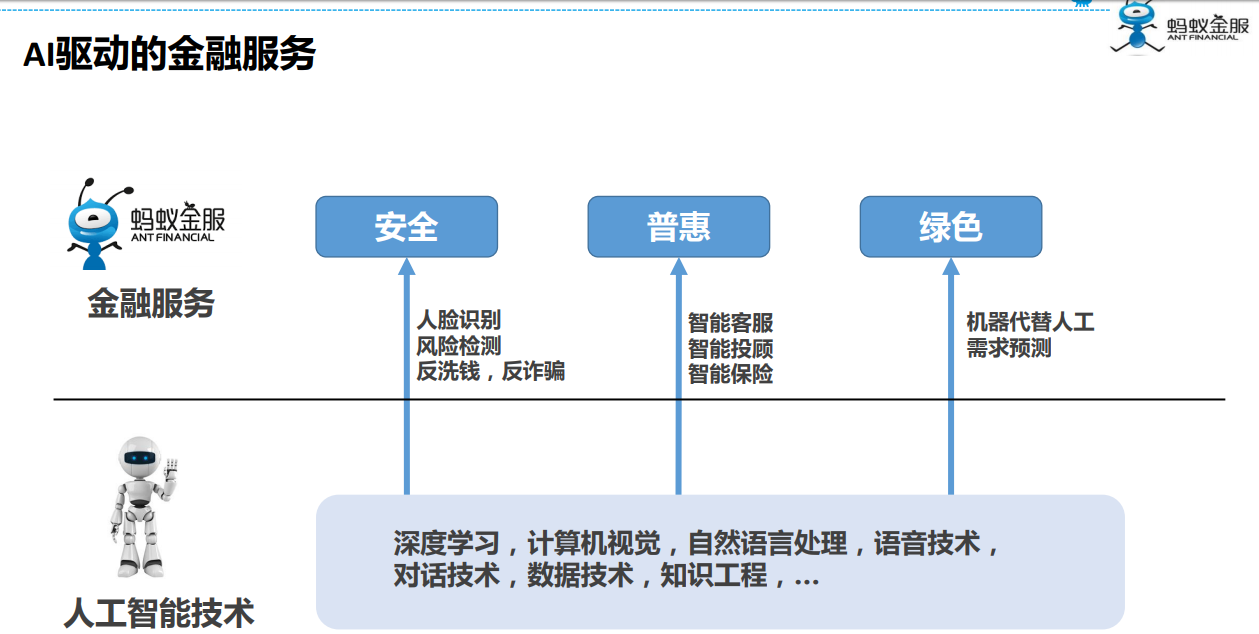 AI驱动的金融服务
蚂蚁金服
ANT FINANCIAL
蚂蚁金服
ANT FINANCIAL
金融服务
安全
普惠
绿色
人脸识别
风险检测
反洗钱，反诈骗
智能客服
智能投顾
智能保险
机器代替人工
需求预测
人工智能技术
深度学习，计算机视觉，自然语言处理，语音技术，
对话技术，数据技术，知识工程，…